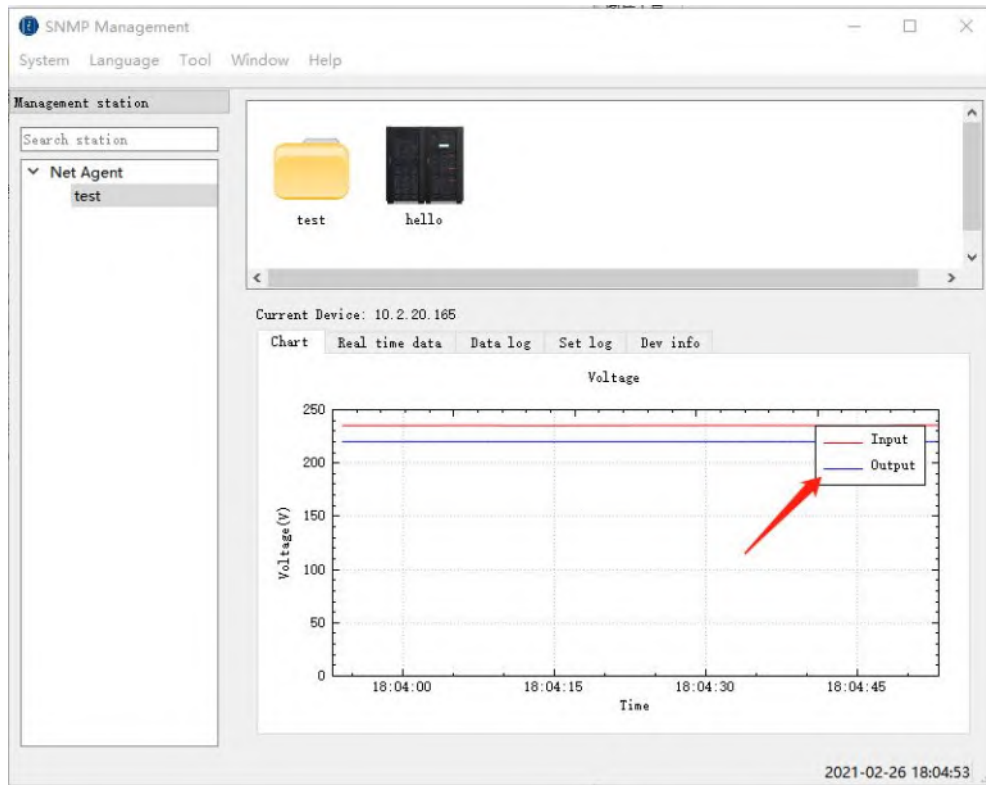 SNMP Management
System Language Tool Window Help
Management station
Search station
Net Agent
test
test hello
Current Device: 10.2.20.165
Chart Real time data Data log Set log Dev info
Voltage
250
200
150
100
50
0
Voltage(V)
Input
Output
18:04:00 18:04:15 18:04:30 18:04:45
Time
2021-02-26 18:04:53